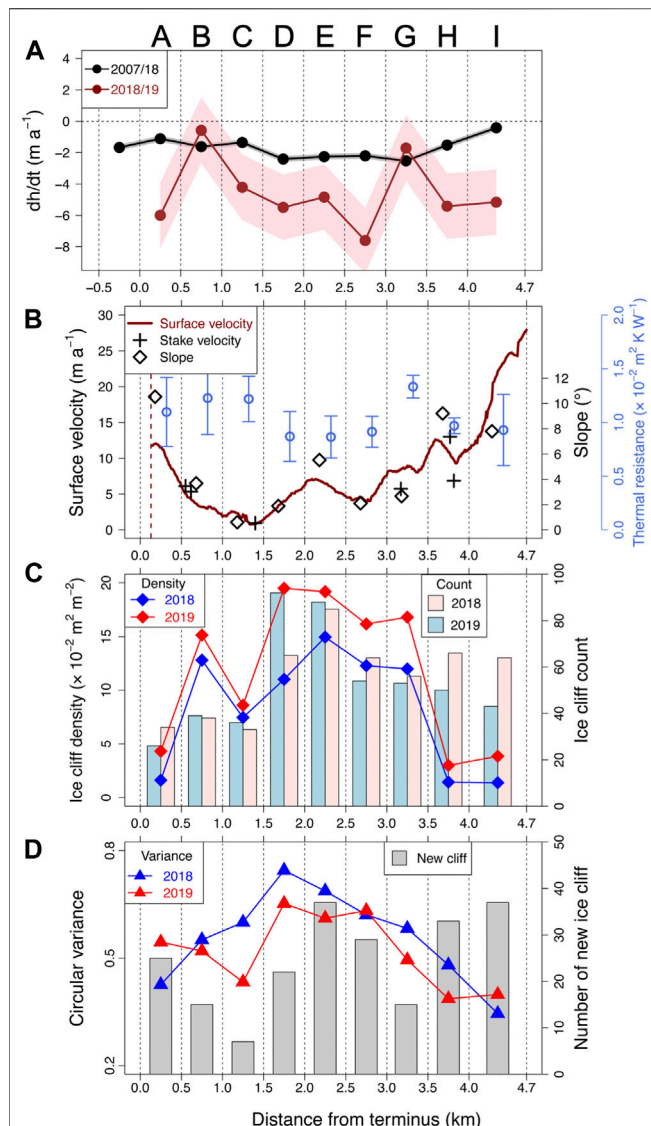 A B C D E F G H I
A
4
2
0
−2
−4
−6
−8
dh/dt (m a⁻¹)
2007/18
2018/19
−0.5 0.0 0.5 1.0 1.5 2.0 2.5 3.0 3.5 4.0 4.7
B
30
25
20
15
10
5
0
Surface velocity (m a⁻¹)
Surface velocity
Stake velocity
Slope
12
10
8
6
4
2
0
Slope (°)
2.0
1.5
1.0
0.5
0.0
Thermal resistance (× 10⁻² m² K W⁻¹)
0.0 0.5 1.0 1.5 2.0 2.5 3.0 3.5 4.0 4.7
C
20
15
10
5
0
Ice cliff density (× 10⁻² m² m⁻²)
Density
2018
2019
Count
2018
2019
100
80
60
40
20
0
Ice cliff count
0.0 0.5 1.0 1.5 2.0 2.5 3.0 3.5 4.0 4.7
D
0.8
0.5
0.2
Circular variance
Variance
2018
2019
New cliff
50
40
30
20
10
0
Number of new ice cliff
0.0 0.5 1.0 1.5 2.0 2.5 3.0 3.5 4.0 4.7
Distance from terminus (km)